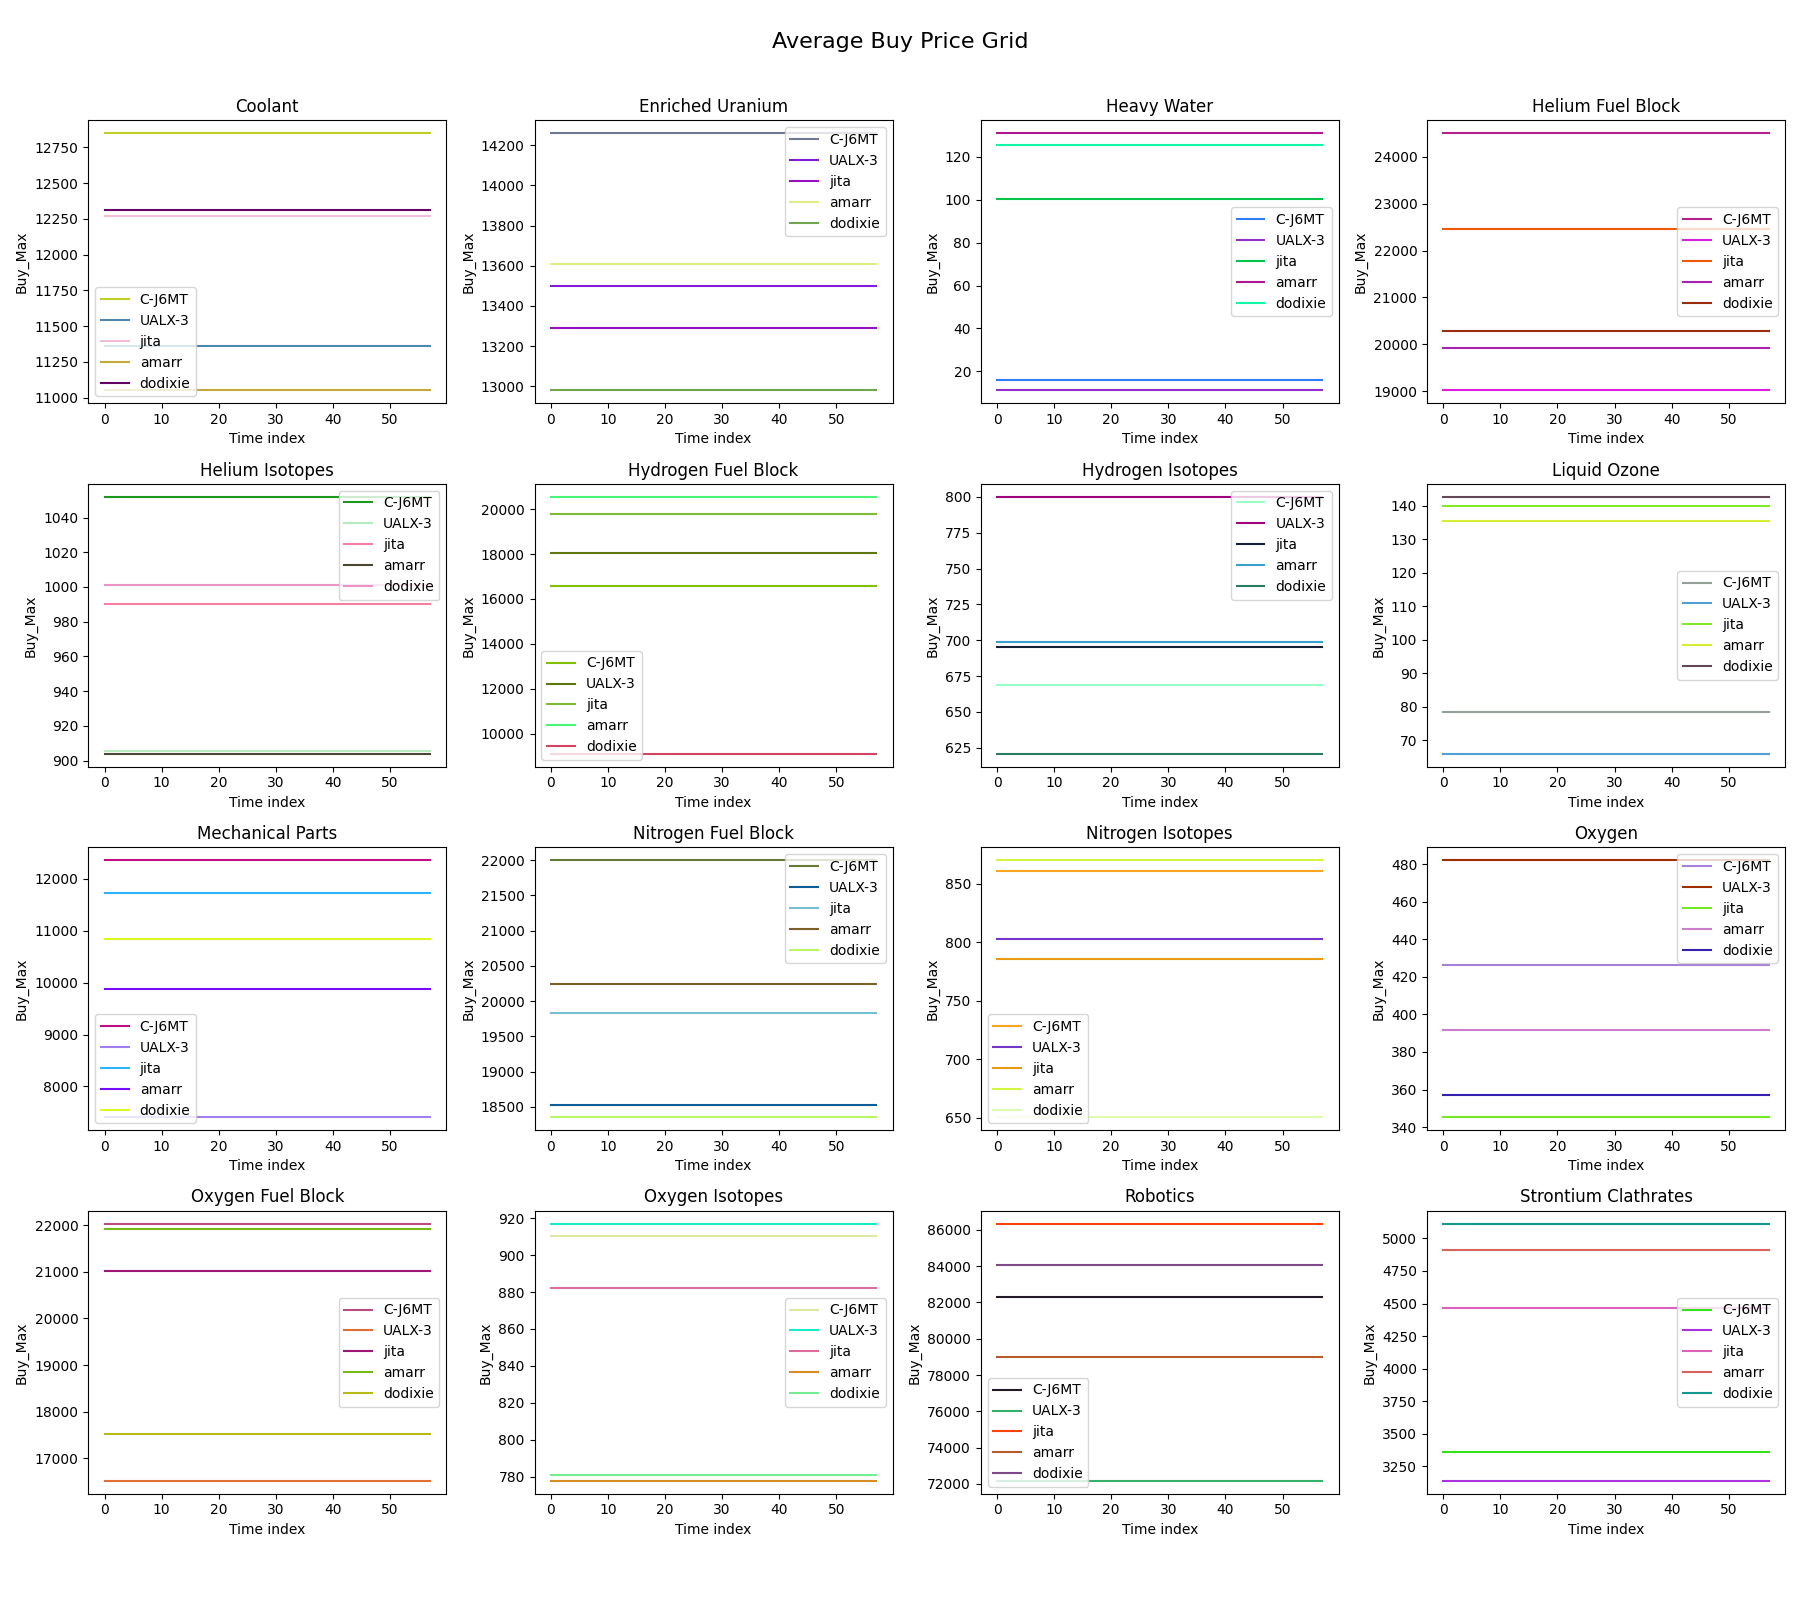 Average Buy Price Grid
Coolant
Buy_Max
12750
12500
12250
12000
11750
11500
11250
11000
C-J6MT
UALX-3
jita
amarr
dodixie
0 10 20 30 40 50
Time index
Enriched Uranium
Buy_Max
14200
14000
13800
13600
13400
13200
13000
C-J6MT
UALX-3
jita
amarr
dodixie
0 10 20 30 40 50
Time index
Heavy Water
Buy_Max
120
100
80
60
40
20
C-J6MT
UALX-3
jita
amarr
dodixie
0 10 20 30 40 50
Time index
Helium Fuel Block
Buy_Max
24000
23000
22000
21000
20000
19000
C-J6MT
UALX-3
jita
amarr
dodixie
0 10 20 30 40 50
Time index
Helium Isotopes
Buy_Max
1040
1020
1000
980
960
940
920
900
C-J6MT
UALX-3
jita
amarr
dodixie
0 10 20 30 40 50
Time index
Hydrogen Fuel Block
Buy_Max
20000
18000
16000
14000
12000
10000
C-J6MT
UALX-3
jita
amarr
dodixie
0 10 20 30 40 50
Time index
Hydrogen Isotopes
Buy_Max
800
775
750
725
700
675
650
625
C-J6MT
UALX-3
jita
amarr
dodixie
0 10 20 30 40 50
Time index
Liquid Ozone
Buy_Max
140
130
120
110
100
90
80
70
C-J6MT
UALX-3
jita
amarr
dodixie
0 10 20 30 40 50
Time index
Mechanical Parts
Buy_Max
12000
11000
10000
9000
8000
C-J6MT
UALX-3
jita
amarr
dodixie
0 10 20 30 40 50
Time index
Nitrogen Fuel Block
Buy_Max
22000
21500
21000
20500
20000
19500
19000
18500
C-J6MT
UALX-3
jita
amarr
dodixie
0 10 20 30 40 50
Time index
Nitrogen Isotopes
Buy_Max
850
800
750
700
650
C-J6MT
UALX-3
jita
amarr
dodixie
0 10 20 30 40 50
Time index
Oxygen
Buy_Max
480
460
440
420
400
380
360
340
C-J6MT
UALX-3
jita
amarr
dodixie
0 10 20 30 40 50
Time index
Oxygen Fuel Block
Buy_Max
22000
21000
20000
19000
18000
17000
C-J6MT
UALX-3
jita
amarr
dodixie
0 10 20 30 40 50
Time index
Oxygen Isotopes
Buy_Max
920
900
880
860
840
820
800
780
C-J6MT
UALX-3
jita
amarr
dodixie
0 10 20 30 40 50
Time index
Robotics
Buy_Max
86000
84000
82000
80000
78000
76000
74000
72000
C-J6MT
UALX-3
jita
amarr
dodixie
0 10 20 30 40 50
Time index
Strontium Clathrates
Buy_Max
5000
4750
4500
4250
4000
3750
3500
3250
C-J6MT
UALX-3
jita
amarr
dodixie
0 10 20 30 40 50
Time index